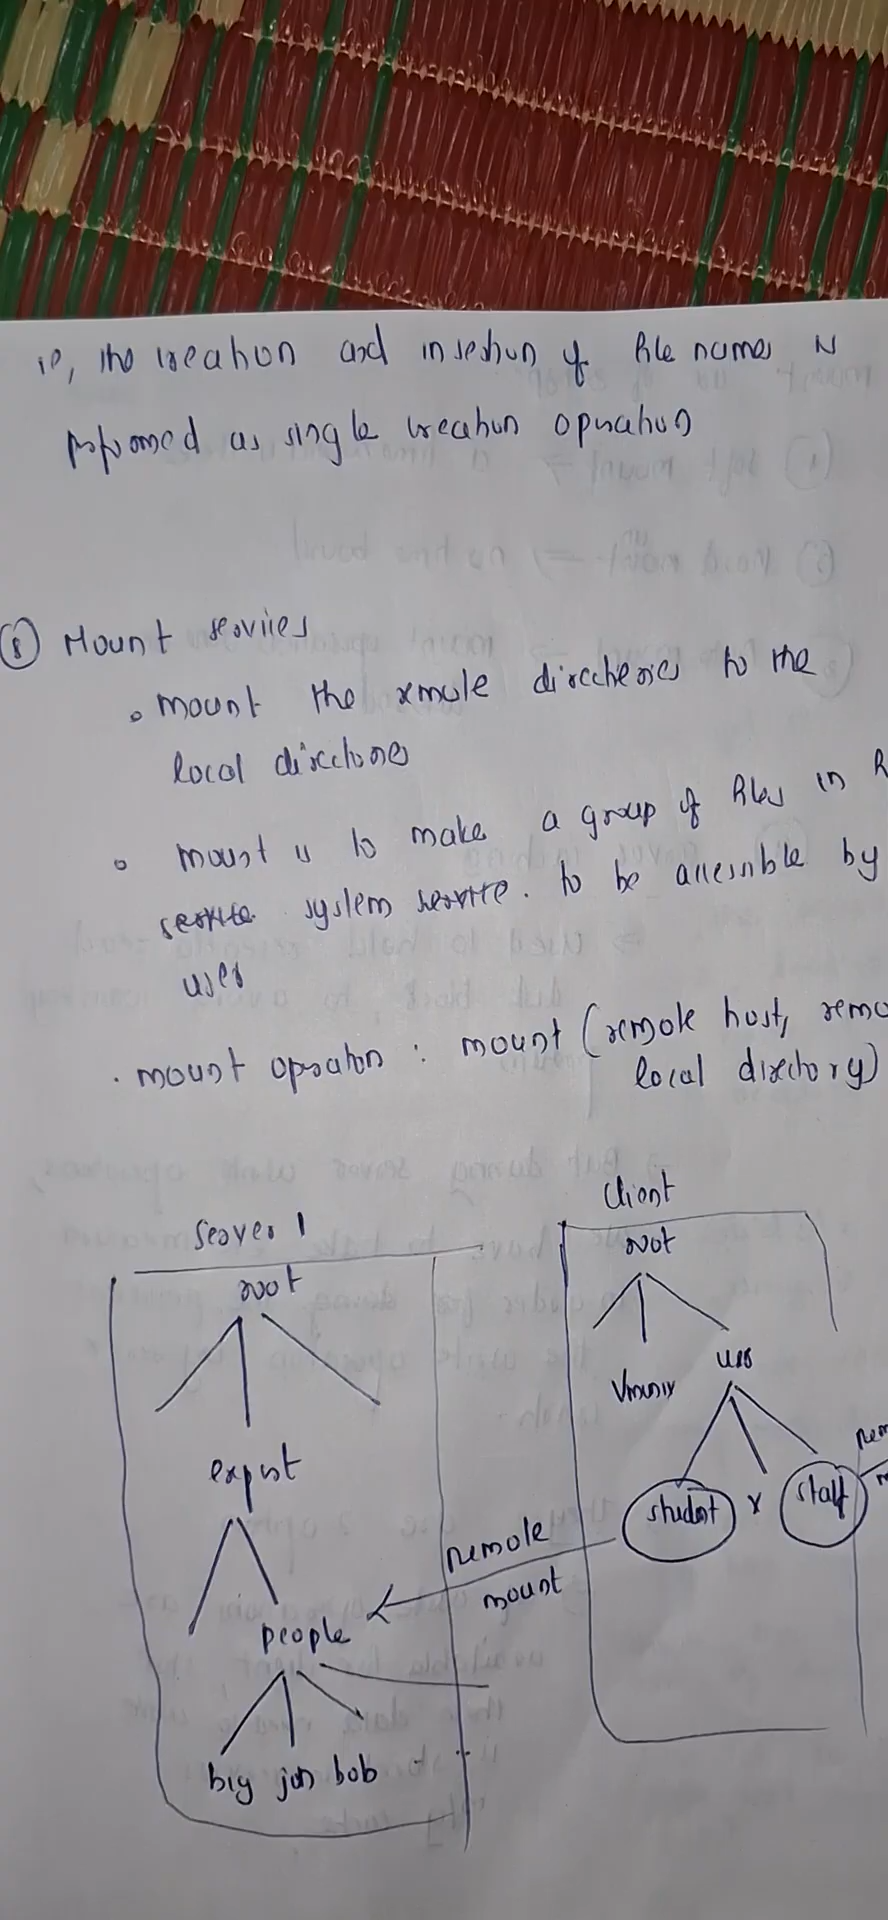 ie, the creation and insertion of file names is
performed as single creation operation
⑧ Mount services
• mount the remote directories to the
local directories
• mount is to make a group of files in
system service. to be accessible by
user
• mount operation : mount (remote host, remo
local directory)
Server 1
root
export
people
big jon bob
Client
root
Vmunix usr
student x staff
Rem
remote
mount